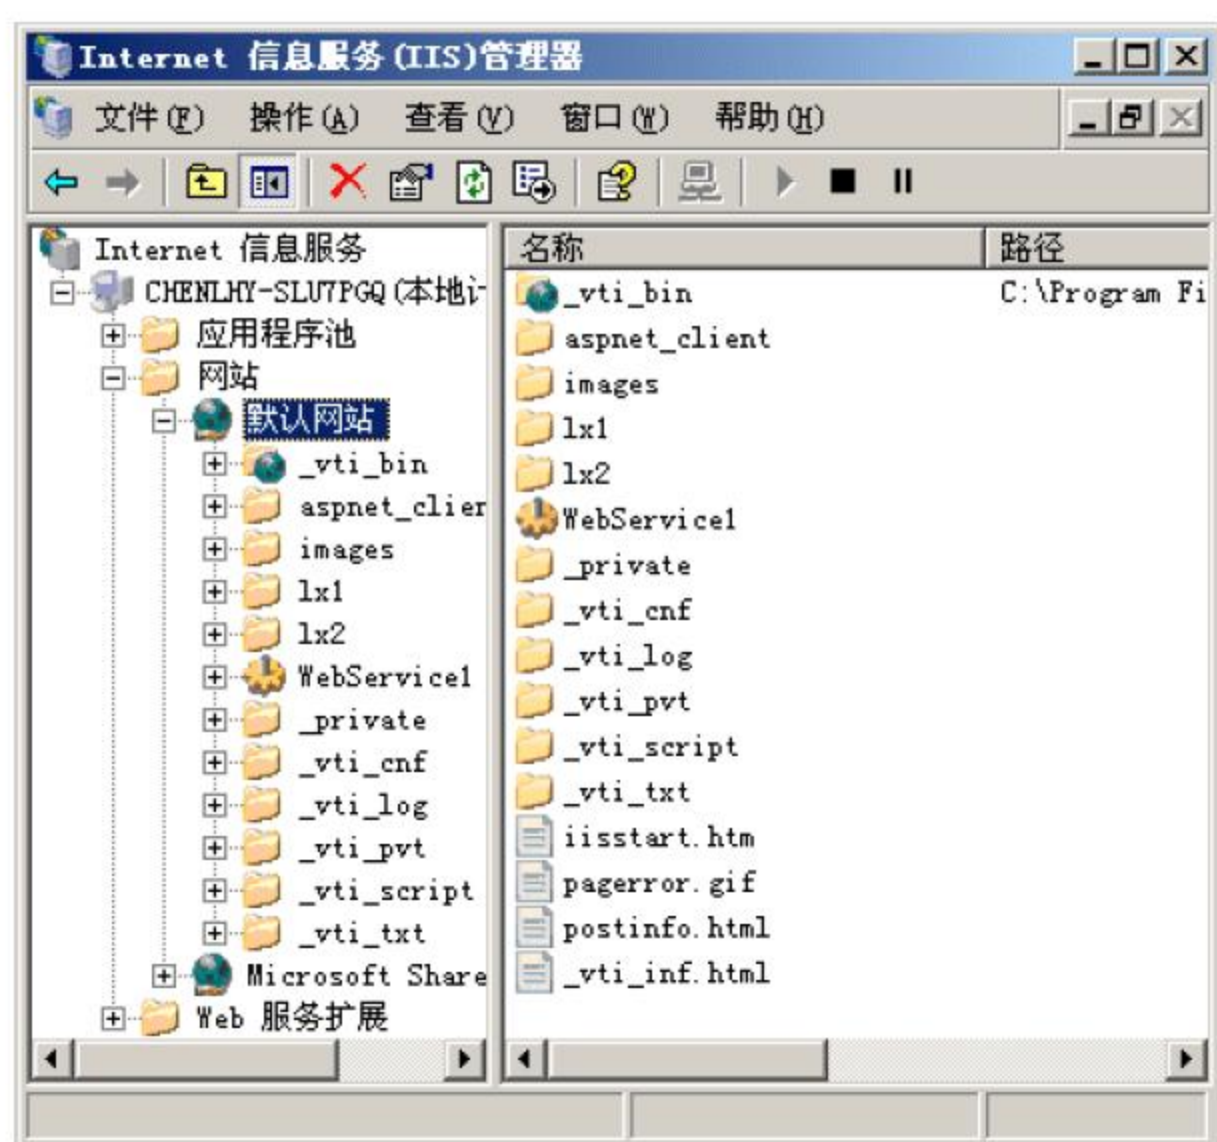 Internet 信息服务(IIS)管理器
文件(F) 操作(A) 查看(V) 窗口(W) 帮助(H)
Internet 信息服务
CHENLHY-SLU7PGQ(本地计
应用程序池
网站
默认网站
_vti_bin
aspnet_clien
images
lx1
lx2
WebService1
_private
_vti_cnf
_vti_log
_vti_pvt
_vti_script
_vti_txt
Microsoft Share
Web 服务扩展
名称 路径
_vti_bin C:\Program Fi
aspnet_client
images
lx1
lx2
WebService1
_private
_vti_cnf
_vti_log
_vti_pvt
_vti_script
_vti_txt
iisstart.htm
pagerror.gif
postinfo.html
_vti_inf.html